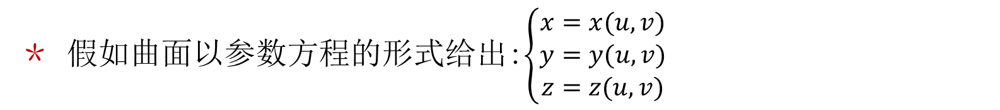 * 假如曲面以参数方程的形式给出:
x = x(u, v)
y = y(u, v)
z = z(u, v)